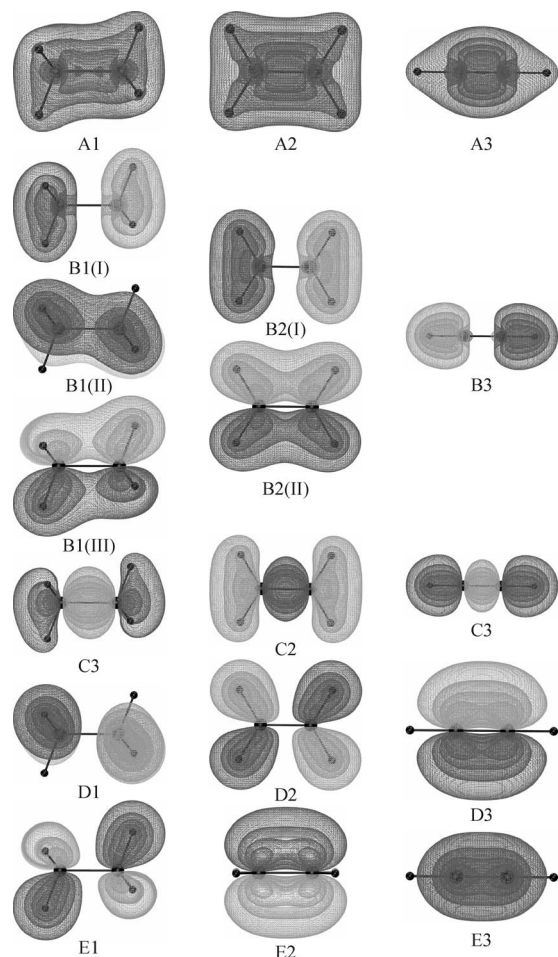 A1 A2 A3
B1(I)
B2(I)
B1(II)
B3
B2(II)
B1(III)
C3 C2 C3
D1 D2 D3
E1 E2 E3